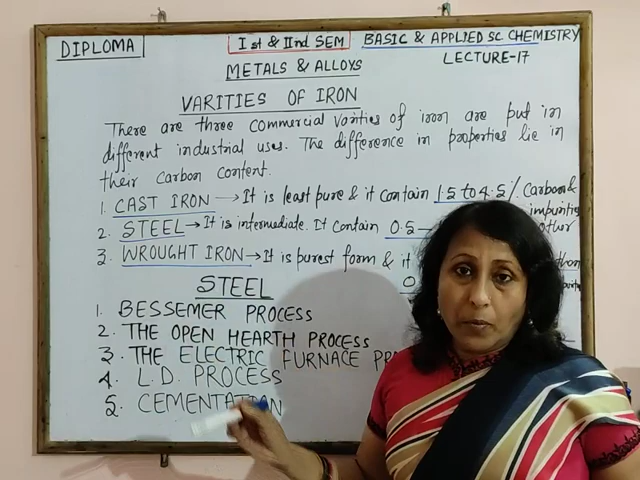 DIPLOMA
I st & IInd SEM
BASIC & APPLIED SC CHEMISTRY
LECTURE-17
METALS & ALLOYS
VARITIES OF IRON
There are three commercial varities of iron are put in
different industrial uses. The difference in properties lie in
their carbon content.
1. CAST IRON → It is least pure & it contain 1.5 to 4.5% Carbon &
impurities
2. STEEL → It is intermediate. It contain 0.5 – other
3. WROUGHT IRON → It is purest form & it
0
STEEL
1. BESSEMER PROCESS
2. THE OPEN HEARTH PROCESS
3. THE ELECTRIC FURNACE PR
4. L.D. PROCESS
5. CEMENTATION